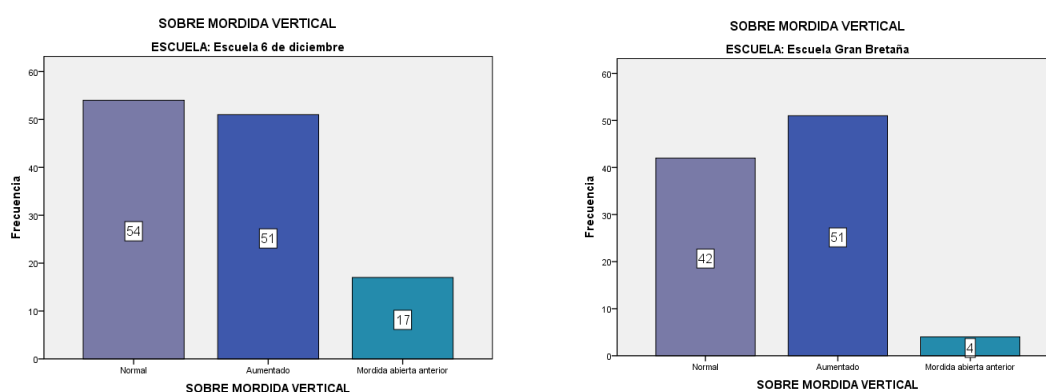 SOBRE MORDIDA VERTICAL
ESCUELA: Escuela 6 de diciembre
Frecuencia
60
50
40
30
20
10
0
54
51
17
Normal
Aumentado
Mordida abierta anterior
SOBRE MORDIDA VERTICAL
SOBRE MORDIDA VERTICAL
ESCUELA: Escuela Gran Bretaña
Frecuencia
60
50
40
30
20
10
0
42
51
4
Normal
Aumentado
Mordida abierta anterior
SOBRE MORDIDA VERTICAL